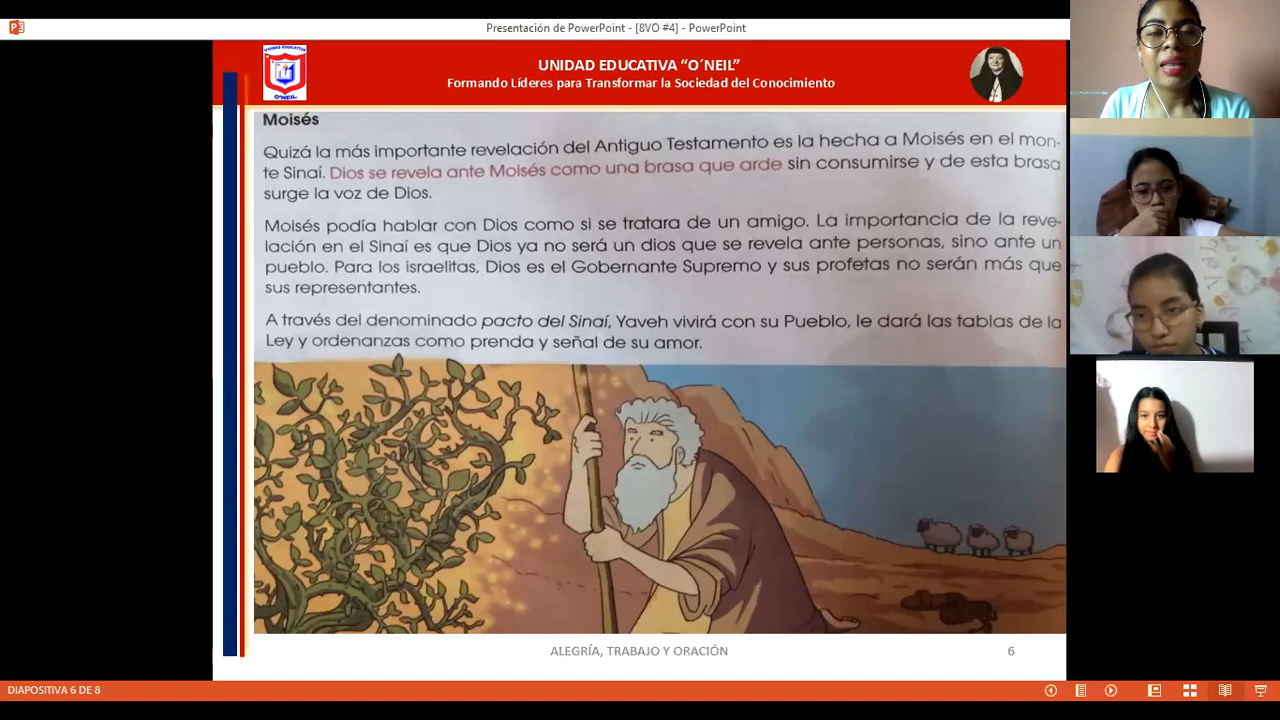 Presentación de PowerPoint - [8VO #4] - PowerPoint
UNIDAD EDUCATIVA
O´NEIL
UNIDAD EDUCATIVA “O´NEIL”
Formando Líderes para Transformar la Sociedad del Conocimiento
Moisés
Quizá la más importante revelación del Antiguo Testamento es la hecha a Moisés en el mon-
te Sinaí. Dios se revela ante Moisés como una brasa que arde sin consumirse y de esta brasa
surge la voz de Dios.
Moisés podía hablar con Dios como si se tratara de un amigo. La importancia de la reve-
lación en el Sinaí es que Dios ya no será un dios que se revela ante personas, sino ante un
pueblo. Para los israelitas, Dios es el Gobernante Supremo y sus profetas no serán más que
sus representantes.
A través del denominado pacto del Sinaí, Yaveh vivirá con su Pueblo, le dará las tablas de la
Ley y ordenanzas como prenda y señal de su amor.
ALEGRÍA, TRABAJO Y ORACIÓN
6
DIAPOSITIVA 6 DE 8